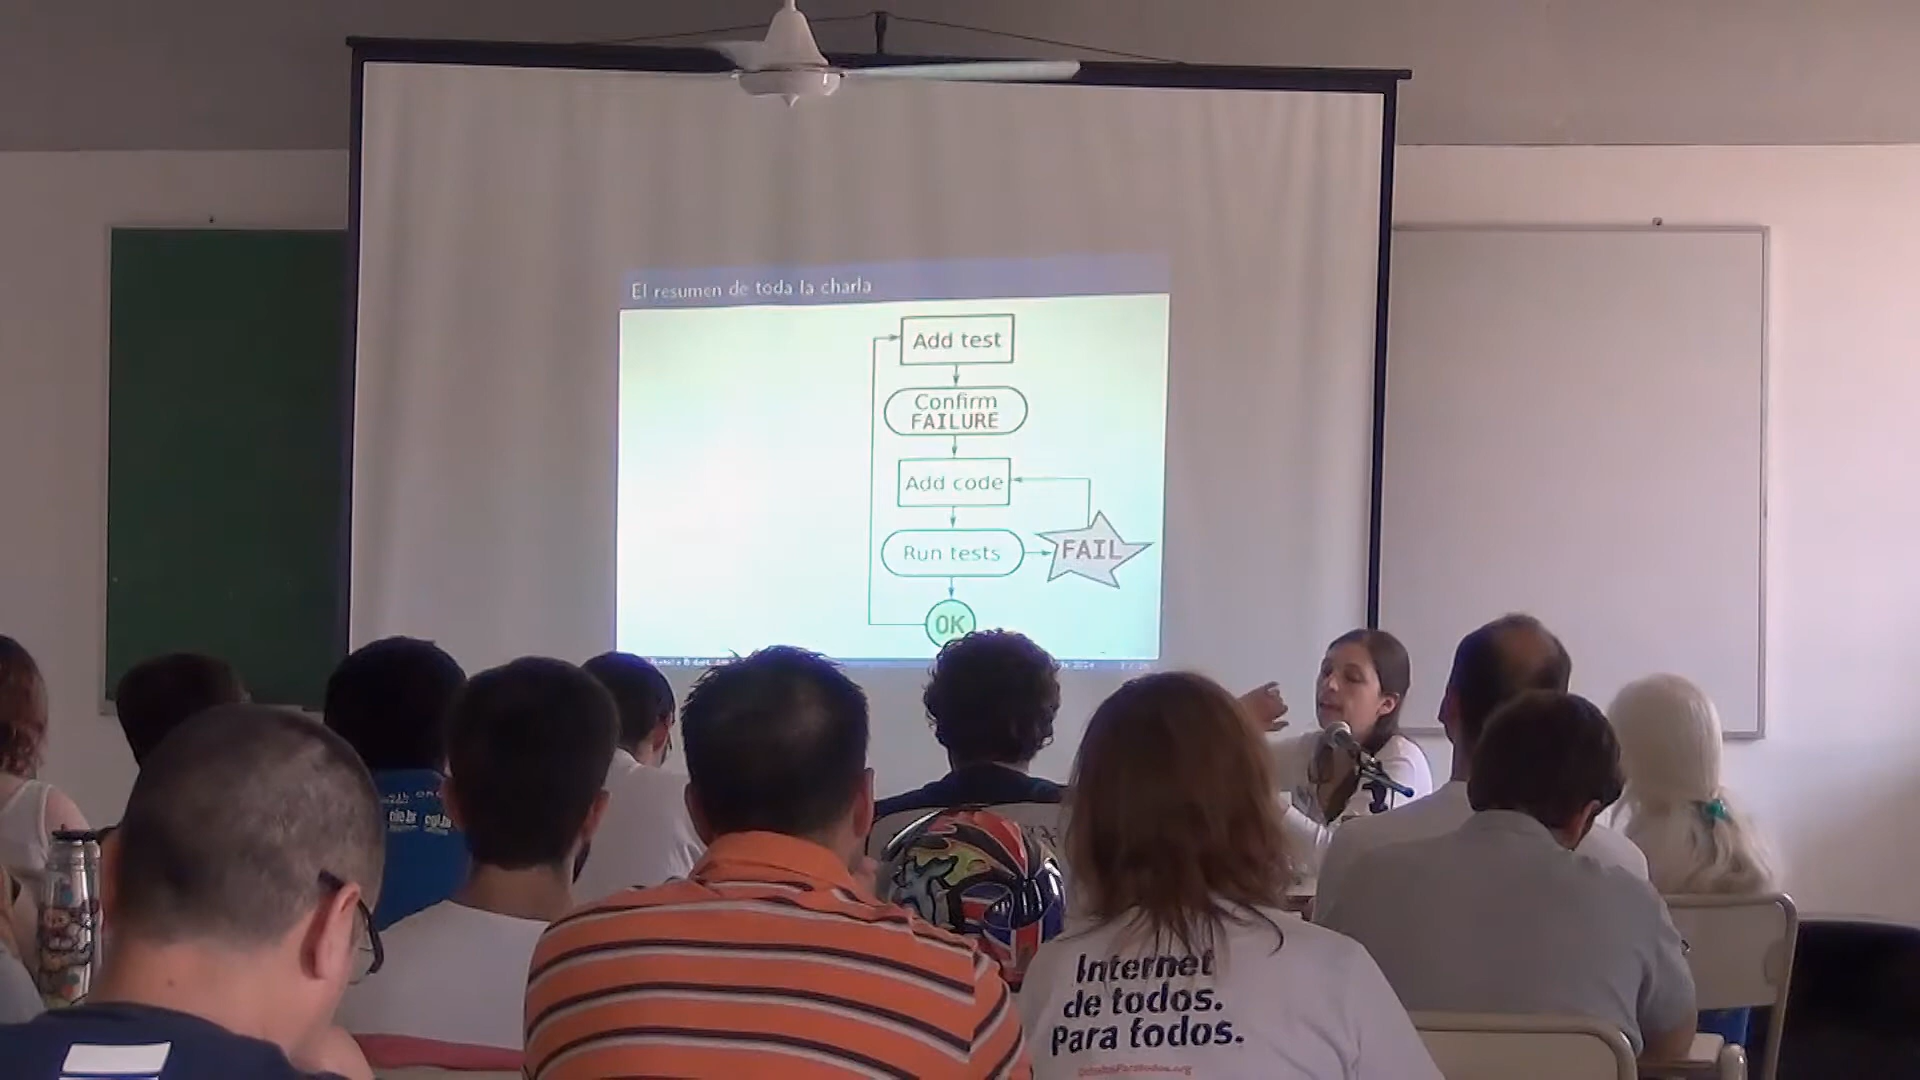 El resumen de toda la charla
Add test
Confirm
FAILURE
Add code
Run tests
FAIL
OK
Internet
de todos.
Para todos.